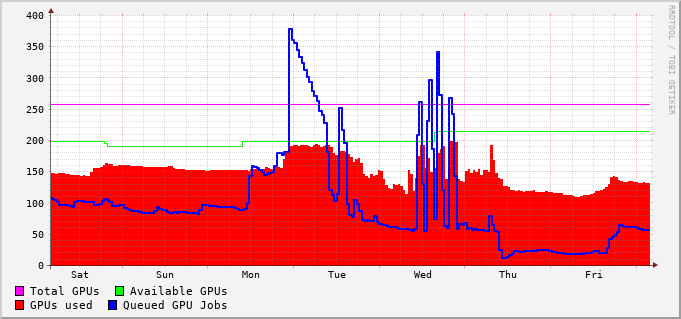 RRDTOOL / TOBI OETIKER
400
350
300
250
200
150
100
50
0
Sat Sun Mon Tue Wed Thu Fri
Total GPUs Available GPUs
GPUs used Queued GPU Jobs